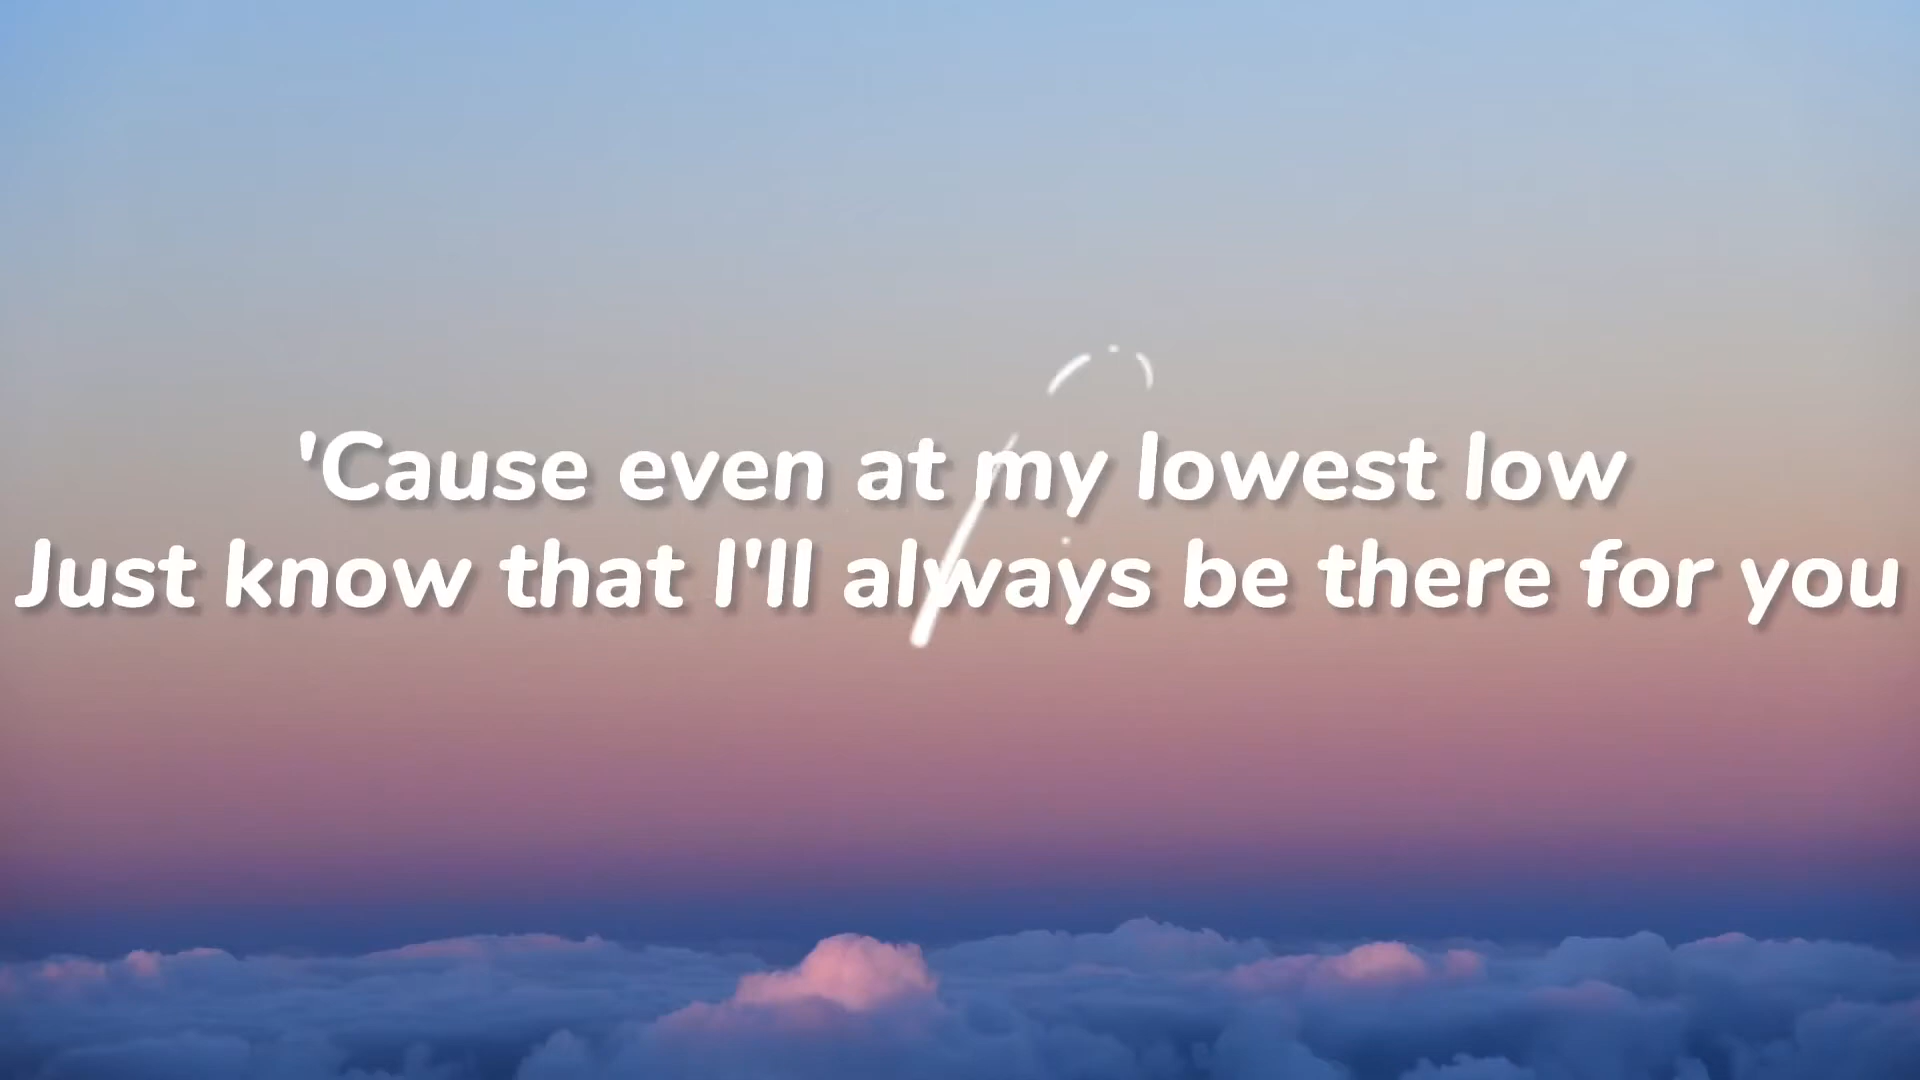 'Cause even at my lowest low
Just know that I'll always be there for you